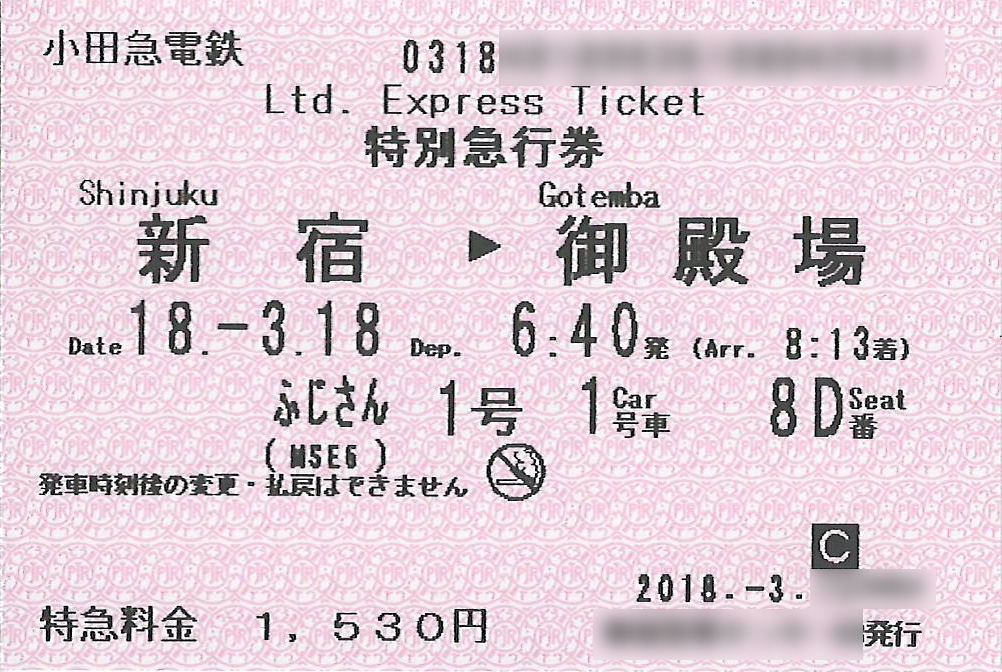 小田急電鉄 0318
Ltd. Express Ticket
特別急行券
Shinjuku Gotemba
新宿 ▶ 御殿場
Date 18.-3.18 Dep. 6:40発 (Arr. 8:13着)
ふじさん 1号 1 Car 号車 8D Seat 番
(MSE6)
発車時刻後の変更・払戻はできません
C
2018.-3.
特急料金 1,530円 発行